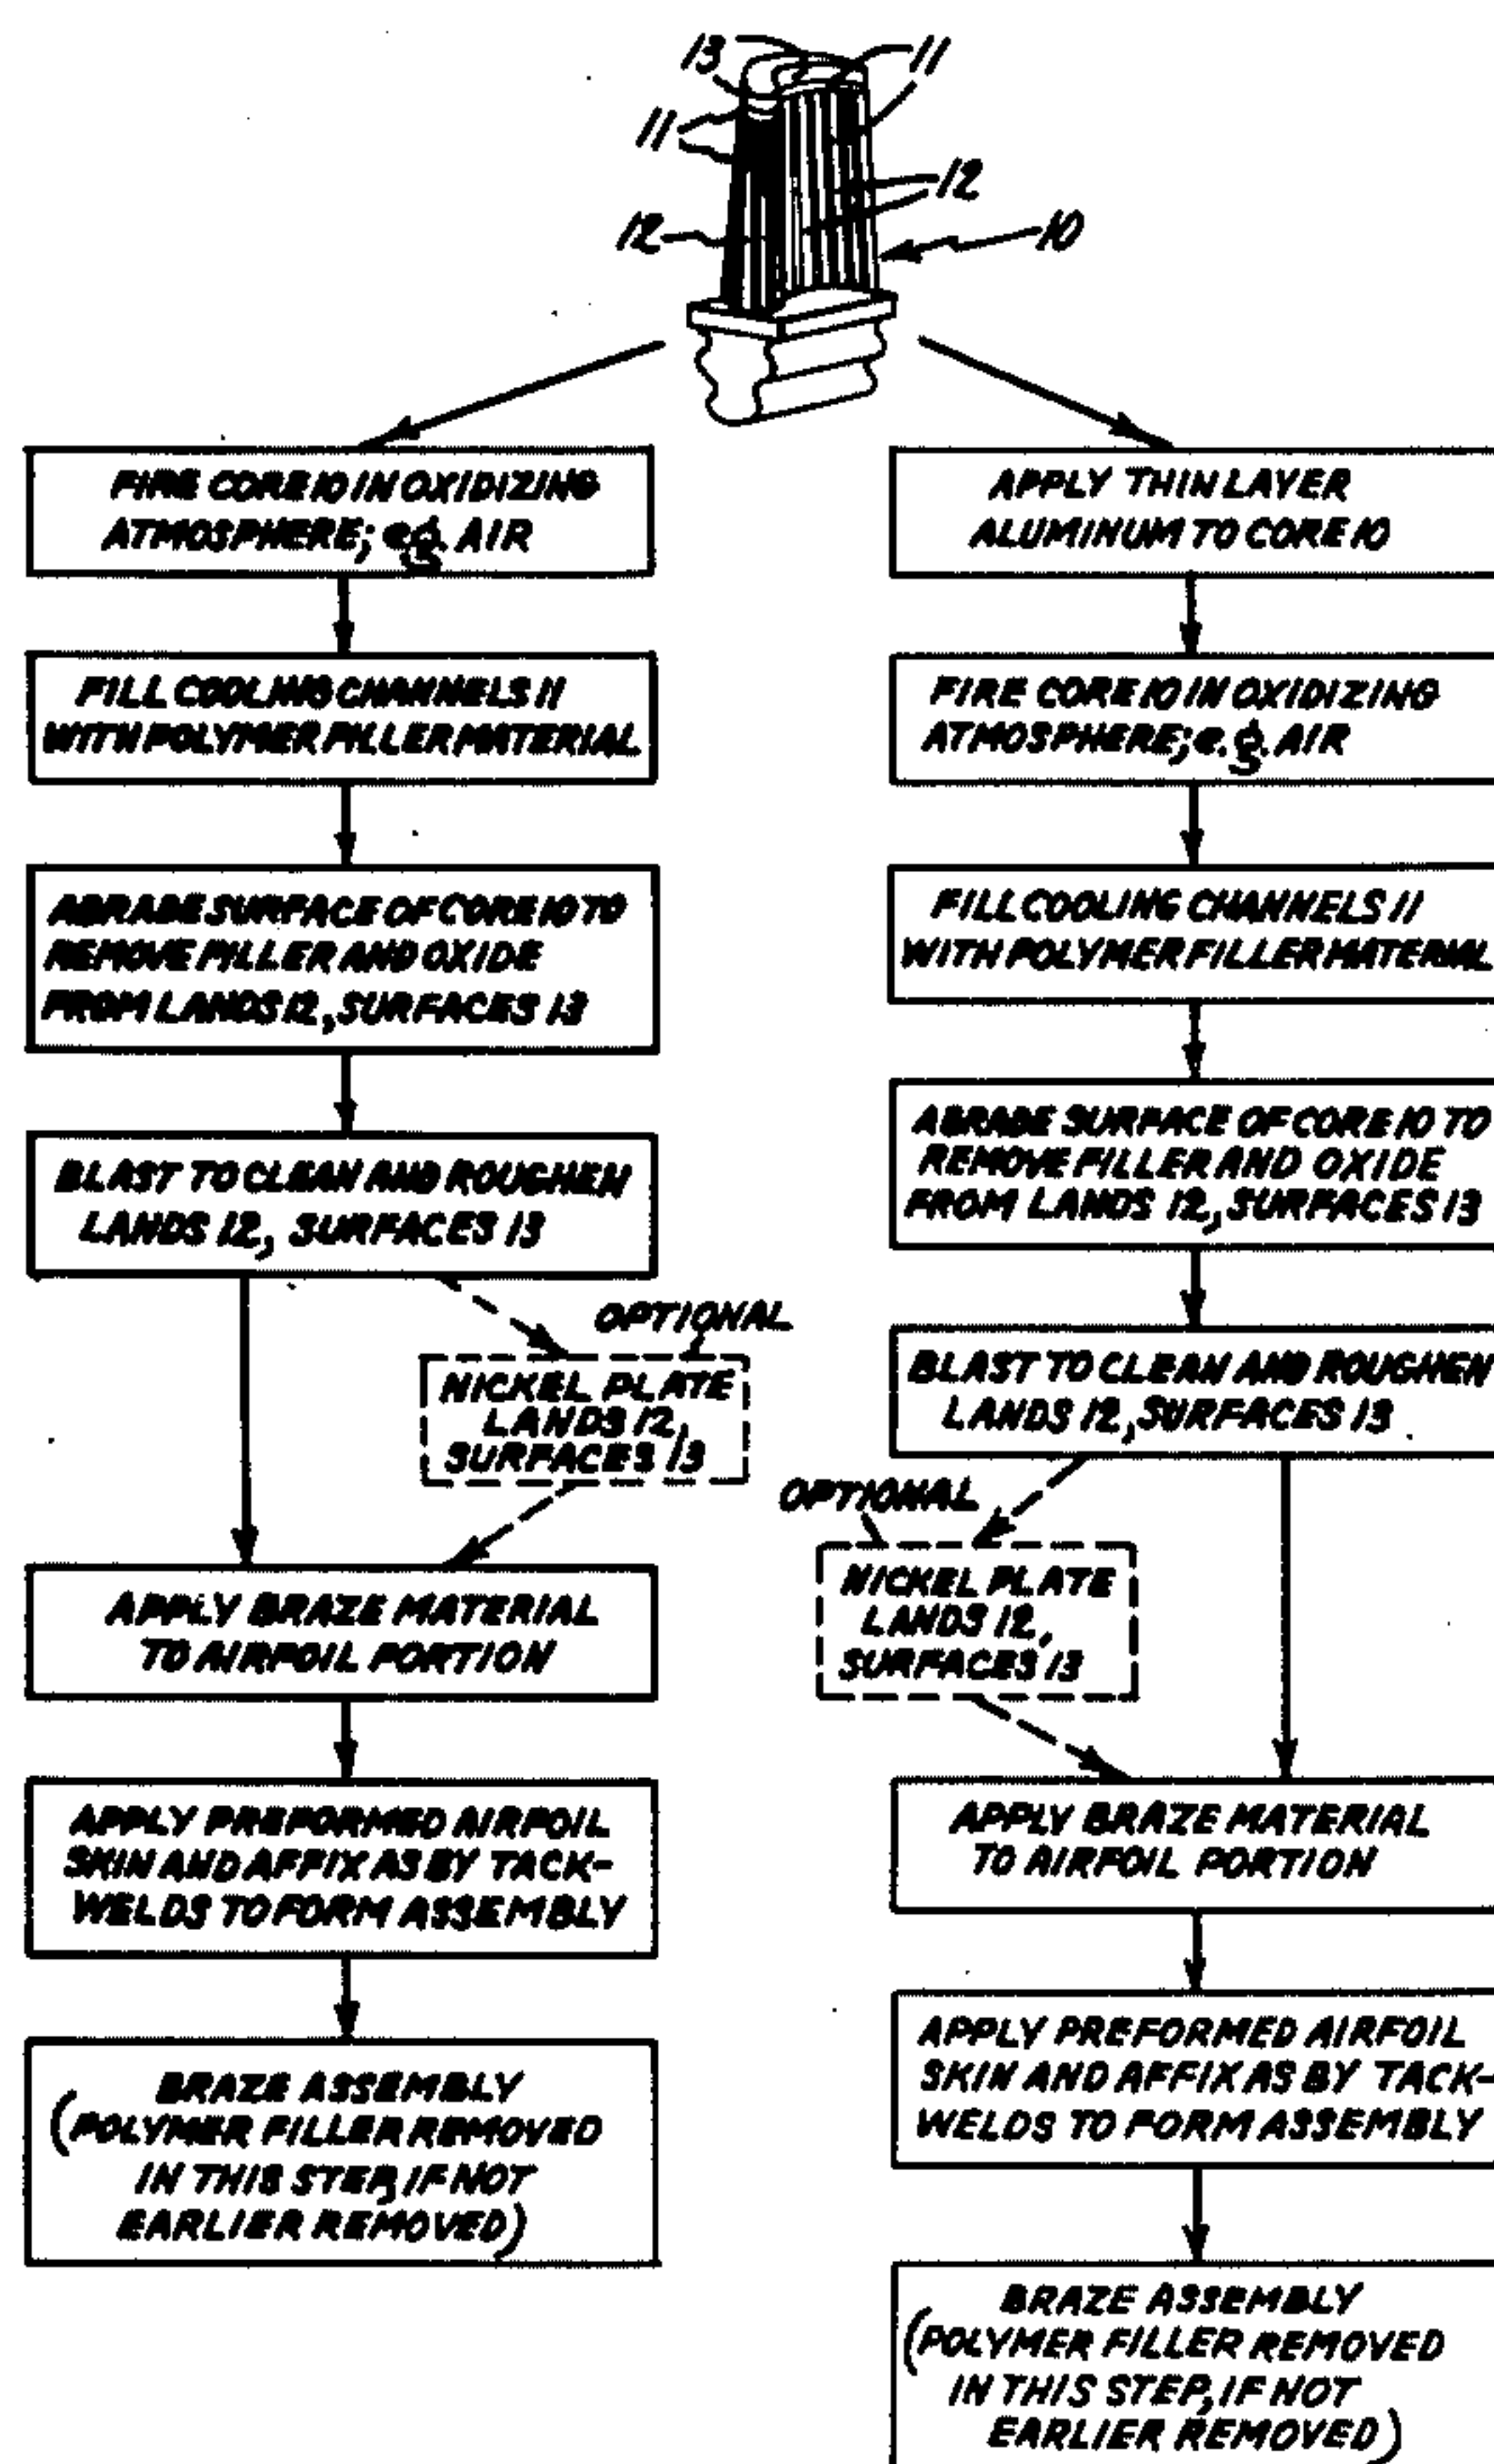 13
11
11
12
12
10
FIRE CORE 10 IN OXIDIZING
ATMOSPHERE; e.g. AIR
FILL COOLING CHANNELS 11
WITH POLYMER FILLER MATERIAL
ABRADE SURFACE OF CORE 10 TO
REMOVE FILLER AND OXIDE
FROM LANDS 12, SURFACES 13
BLAST TO CLEAN AND ROUGHEN
LANDS 12, SURFACES 13
OPTIONAL
NICKEL PLATE
LANDS 12,
SURFACES 13
APPLY BRAZE MATERIAL
TO AIRFOIL PORTION
APPLY PREFORMED AIRFOIL
SKIN AND AFFIX AS BY TACK-
WELDS TO FORM ASSEMBLY
BRAZE ASSEMBLY
(POLYMER FILLER REMOVED
IN THIS STEP, IF NOT
EARLIER REMOVED)
APPLY THIN LAYER
ALUMINUM TO CORE 10
FIRE CORE 10 IN OXIDIZING
ATMOSPHERE; e.g. AIR
FILL COOLING CHANNELS 11
WITH POLYMER FILLER MATERIAL
ABRADE SURFACE OF CORE 10 TO
REMOVE FILLER AND OXIDE
FROM LANDS 12, SURFACES 13
BLAST TO CLEAN AND ROUGHEN
LANDS 12, SURFACES 13
OPTIONAL
NICKEL PLATE
LANDS 12,
SURFACES 13
APPLY BRAZE MATERIAL
TO AIRFOIL PORTION
APPLY PREFORMED AIRFOIL
SKIN AND AFFIX AS BY TACK-
WELDS TO FORM ASSEMBLY
BRAZE ASSEMBLY
(POLYMER FILLER REMOVED
IN THIS STEP, IF NOT
EARLIER REMOVED)